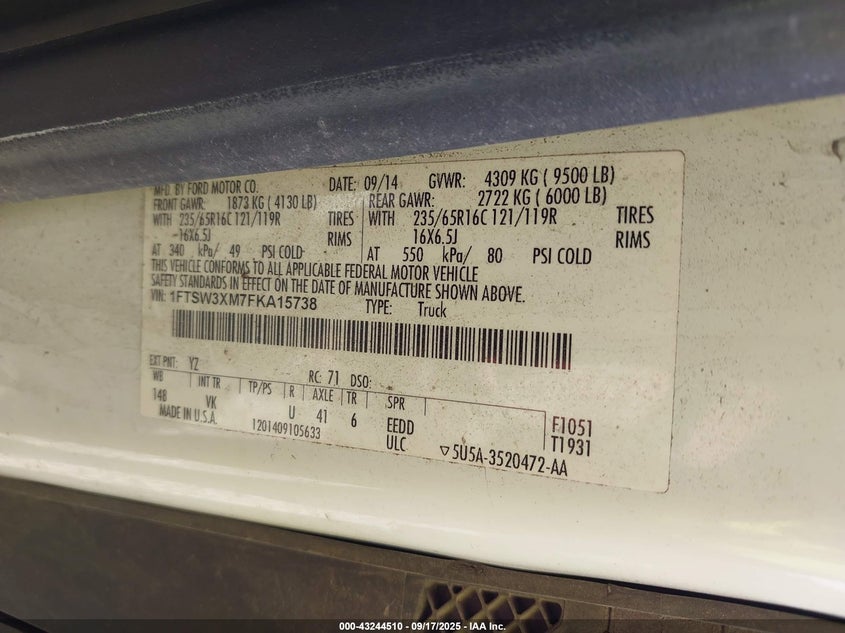 MFD. BY FORD MOTOR CO. DATE: 09/14 GVWR: 4309 KG ( 9500 LB)
FRONT GAWR: 1873 KG ( 4130 LB) REAR GAWR: 2722 KG ( 6000 LB)
WITH 235/65R16C 121/119R TIRES WITH 235/65R16C 121/119R TIRES
-16X6.5J RIMS 16X6.5J RIMS
AT 340 kPa/ 49 PSI COLD AT 550 kPa/ 80 PSI COLD
THIS VEHICLE CONFORMS TO ALL APPLICABLE FEDERAL MOTOR VEHICLE
SAFETY STANDARDS IN EFFECT ON THE DATE OF MANUFACTURE SHOWN ABOVE.
VIN: 1FTSW3XM7FKA15738 TYPE: Truck
EXT PNT: YZ RC: 71 DSO:
WB INT TR TP/PS R AXLE TR SPR
148 VK U 41 6 EEDD F1051
MADE IN U.S.A. 1201409105633 ULC T1931
▽5U5A-3520472-AA
000-43244510 - 09/17/2025 - IAA Inc.